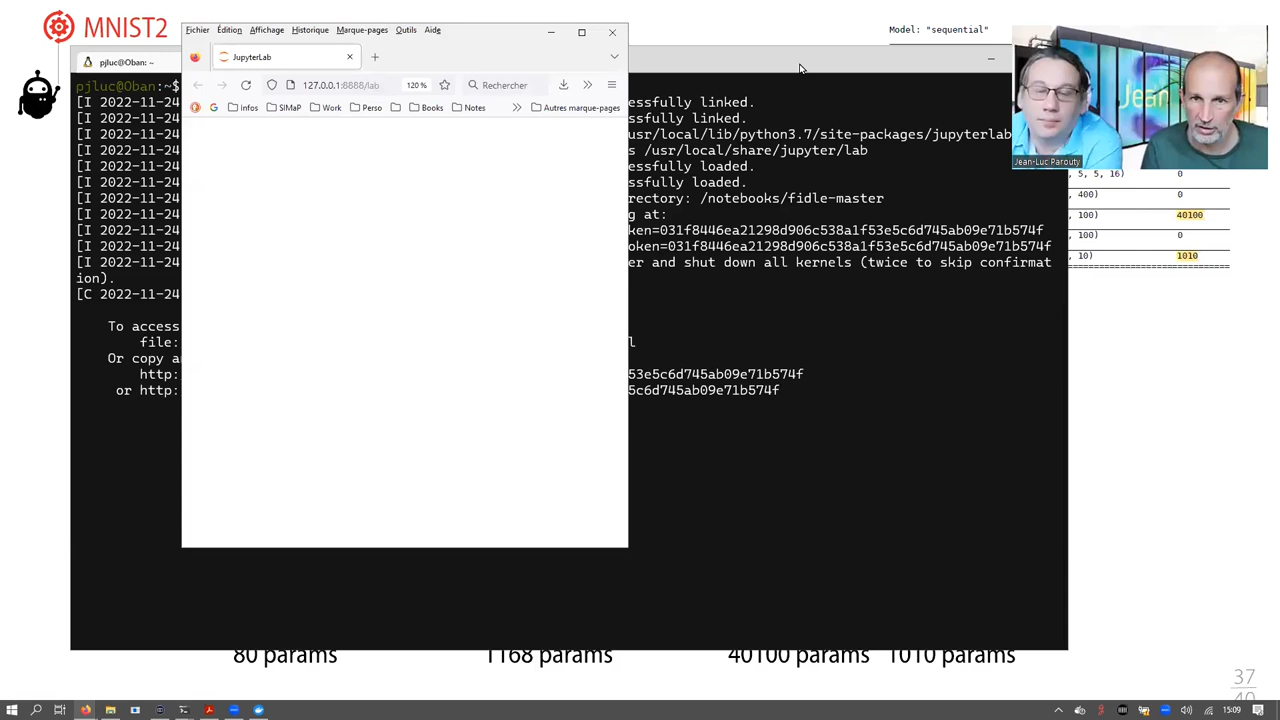 MNIST2
Fichier Édition Affichage Historique Marque-pages Outils Aide
Model: "sequential"
pjluc@Oban: ~
JupyterLab
127.0.0.1:8888/lab
120 %
Rechercher
infos SIMaP Work Perso Books Notes Autres marque-pages
pjluc@Oban:~$
[I 2022-11-24 essfully linked.
[I 2022-11-24 essfully linked.
[I 2022-11-24 usr/local/lib/python3.7/site-packages/jupyterlab
[I 2022-11-24 s /usr/local/share/jupyter/lab
[I 2022-11-24 essfully loaded.
[I 2022-11-24 essfully loaded.
[I 2022-11-24 rectory: /notebooks/fidle-master
[I 2022-11-24 g at:
[I 2022-11-24 ken=031f8446ea21298d906c538a1f53e5c6d745ab09e71b574f
[I 2022-11-24 oken=031f8446ea21298d906c538a1f53e5c6d745ab09e71b574f
[I 2022-11-24 er and shut down all kernels (twice to skip confirmat
ion).
[C 2022-11-24
To access
file: l
Or copy a
http: 53e5c6d745ab09e71b574f
or http: 5c6d745ab09e71b574f
Jean
Jean-Luc Parouty
, 5, 5, 16) 0
, 400) 0
, 100) 40100
, 100) 0
, 10) 1010
80 params 1168 params 40100 params 1010 params
37
15:09